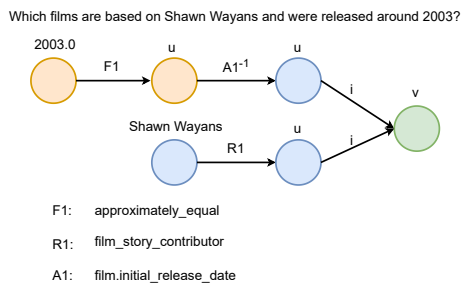 Which films are based on Shawn Wayans and were released around 2003?
2003.0 u u
F1 A1⁻¹
i v
Shawn Wayans u i
R1
F1: approximately_equal
R1: film_story_contributor
A1: film.initial_release_date